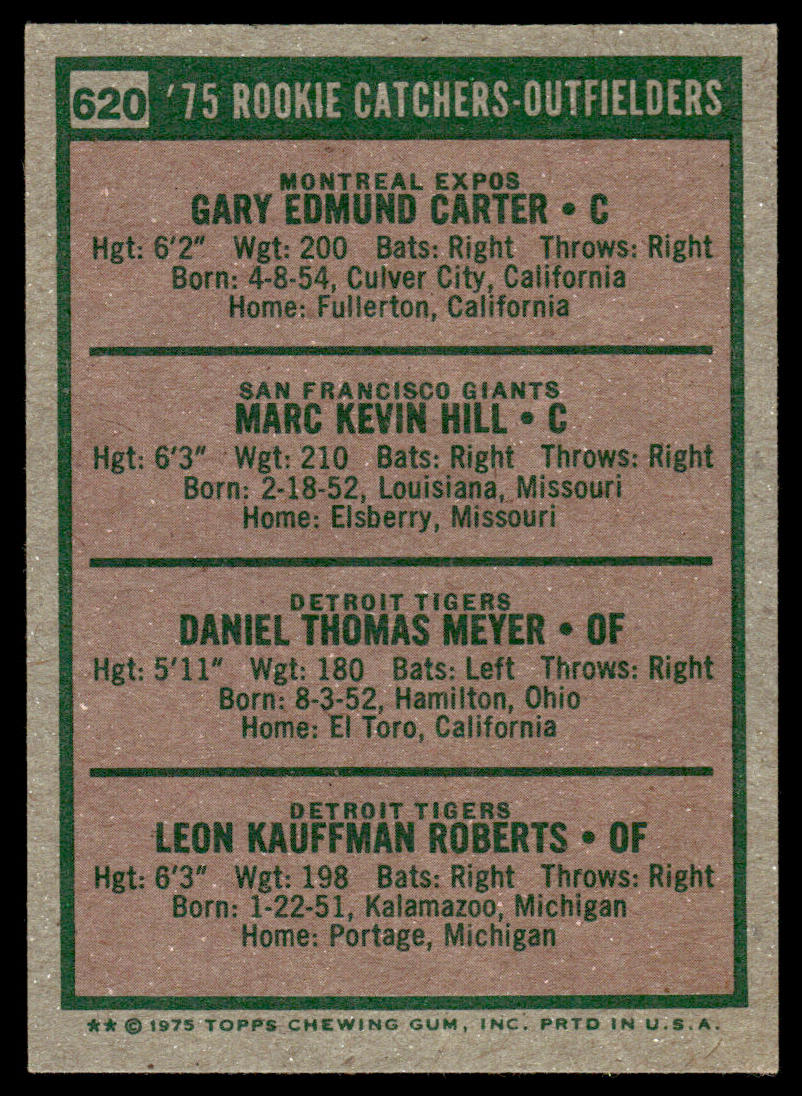 620 '75 ROOKIE CATCHERS-OUTFIELDERS
MONTREAL EXPOS
GARY EDMUND CARTER • C
Hgt: 6'2" Wgt: 200 Bats: Right Throws: Right
Born: 4-8-54, Culver City, California
Home: Fullerton, California
SAN FRANCISCO GIANTS
MARC KEVIN HILL • C
Hgt: 6'3" Wgt: 210 Bats: Right Throws: Right
Born: 2-18-52, Louisiana, Missouri
Home: Elsberry, Missouri
DETROIT TIGERS
DANIEL THOMAS MEYER • OF
Hgt: 5'11" Wgt: 180 Bats: Left Throws: Right
Born: 8-3-52, Hamilton, Ohio
Home: El Toro, California
DETROIT TIGERS
LEON KAUFFMAN ROBERTS • OF
Hgt: 6'3" Wgt: 198 Bats: Right Throws: Right
Born: 1-22-51, Kalamazoo, Michigan
Home: Portage, Michigan
** © 1975 TOPPS CHEWING GUM, INC. PRTD IN U.S.A.